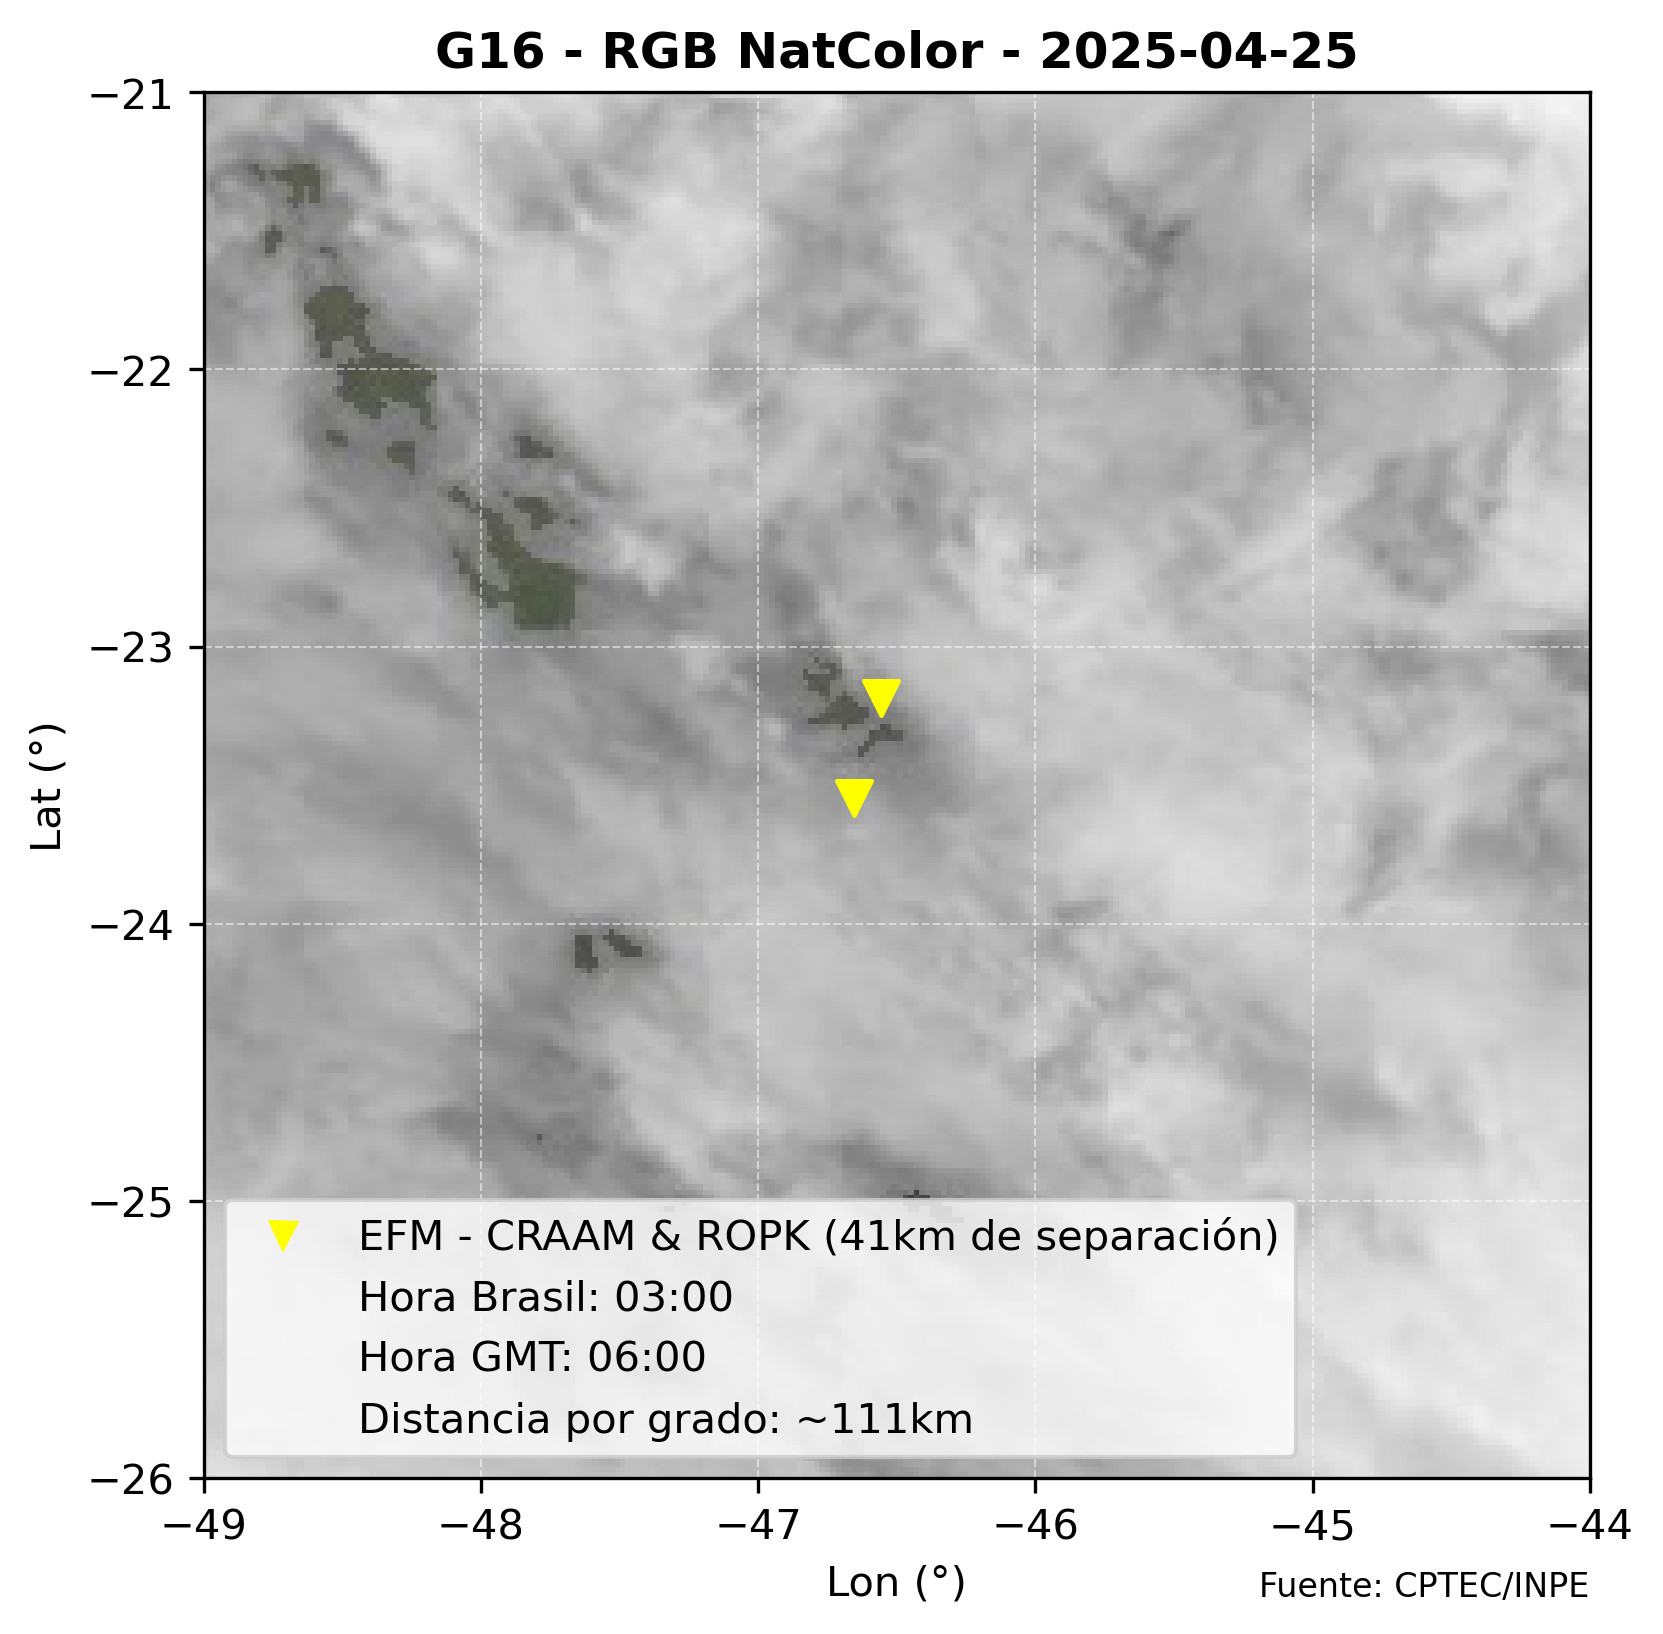 G16 - RGB NatColor - 2025-04-25
−21
−22
−23
−24
−25
−26
Lat (°)
EFM - CRAAM & ROPK (41km de separación)
Hora Brasil: 03:00
Hora GMT: 06:00
Distancia por grado: ~111km
−49 −48 −47 −46 −45 −44
Lon (°)
Fuente: CPTEC/INPE